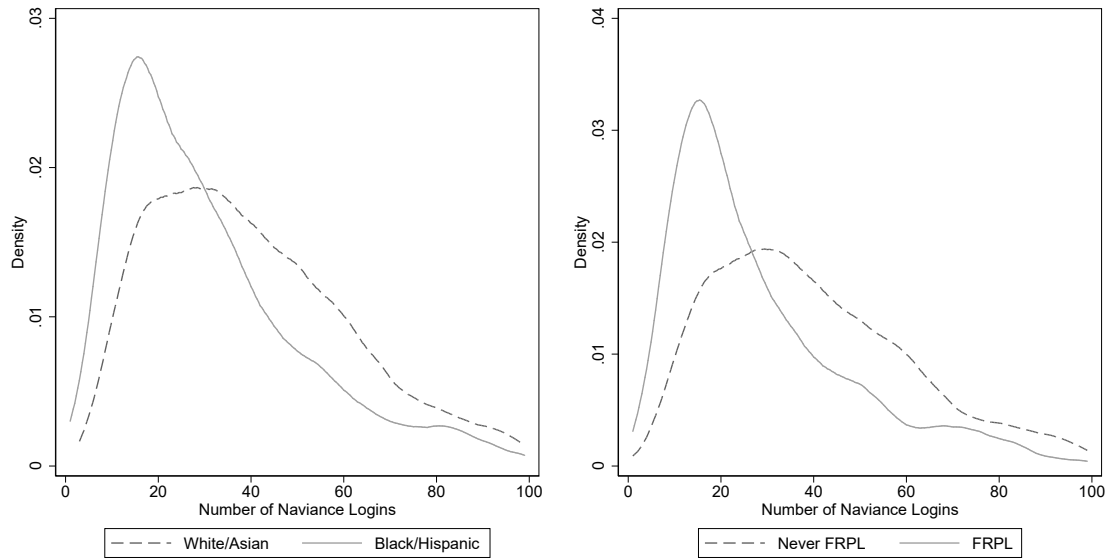 .03
.02
.01
0
Density
0 20 40 60 80 100
Number of Naviance Logins
White/Asian Black/Hispanic
.04
.03
.02
.01
0
Density
0 20 40 60 80 100
Number of Naviance Logins
Never FRPL FRPL